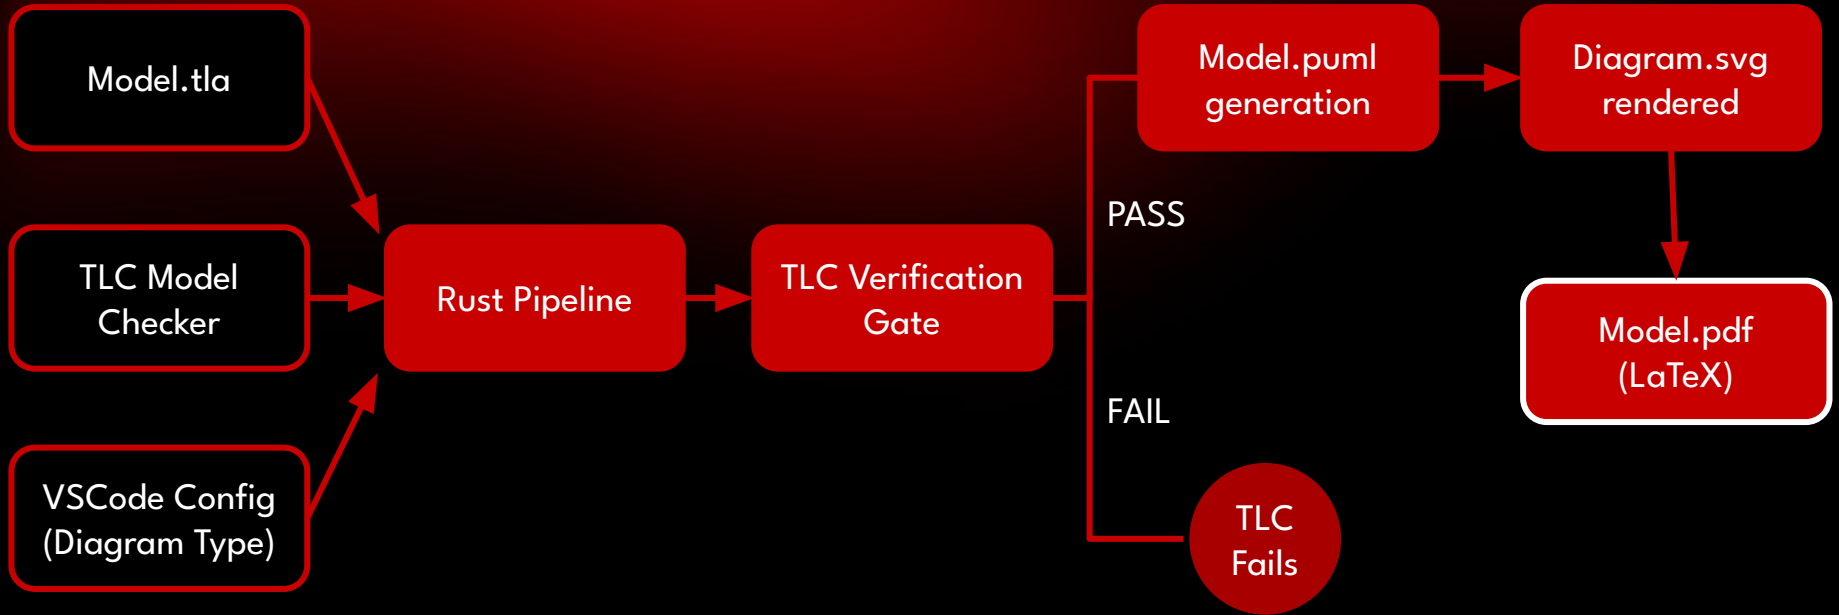 Model.tla
TLC Model
Checker
VSCode Config
(Diagram Type)
Rust Pipeline
TLC Verification
Gate
PASS
FAIL
Model.puml
generation
Diagram.svg
rendered
Model.pdf
(LaTeX)
TLC
Fails